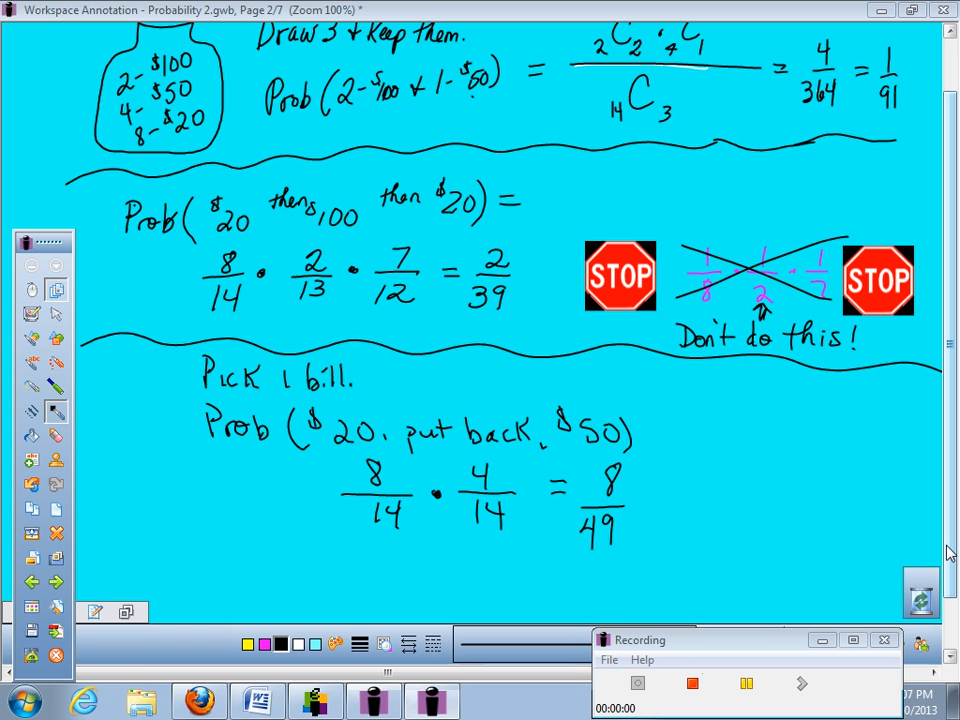 Workspace Annotation - Probability 2.gwb, Page 2/7 (Zoom 100%) *
Draw 3 & Keep them.
2 - $100
4 - $50
8 - $20
Prob (2 - $100 + 1 - $50) = ₂C₂ · ₄C₁ / ₁₄C₃ = 4/364 = 1/91
Prob ( $20 then $100 then $20 ) =
8/14 · 2/13 · 7/12 = 2/39
STOP 1/8 · 1/2 · 1/7 STOP
Don't do this!
Pick 1 bill.
Prob ( $20, put back, $50 )
8/14 · 4/14 = 8/49
Recording
File Help
00:00:00
:07 PM
0/2013